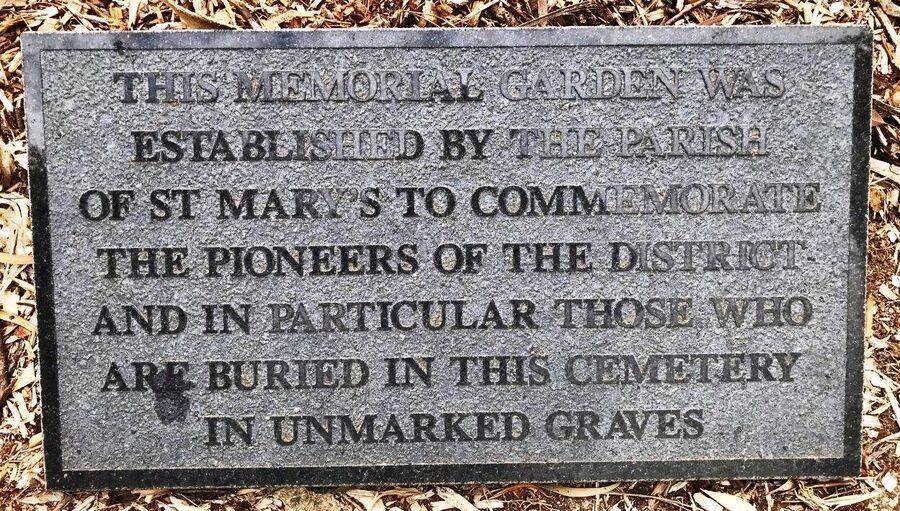 THIS MEMORIAL GARDEN WAS
ESTABLISHED BY THE PARISH
OF ST MARY'S TO COMMEMORATE
THE PIONEERS OF THE DISTRICT
AND IN PARTICULAR THOSE WHO
ARE BURIED IN THIS CEMETERY
IN UNMARKED GRAVES